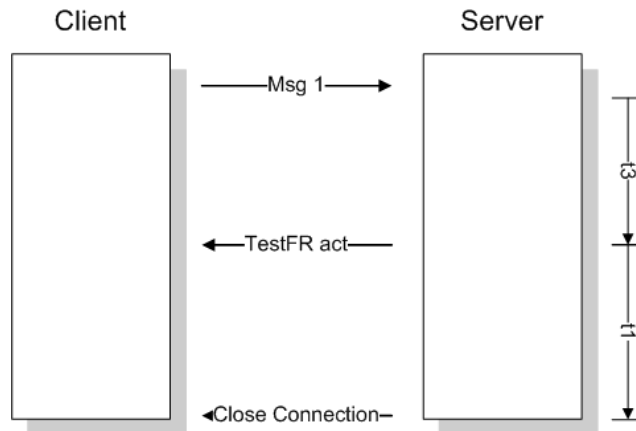 Client
Server
Msg 1
t3
TestFR act
t1
Close Connection